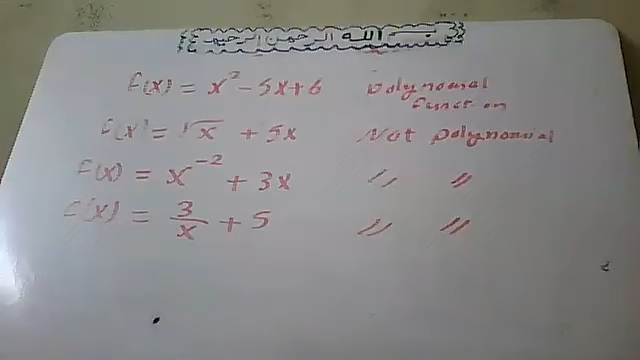 بسم الله الرحمن الرحيم
f(x) = x² - 5x + 6 polynomial
function
f(x) = √x + 5x Not polynomial
f(x) = x⁻² + 3x 〃 〃
f(x) = 3/x + 5 〃 〃